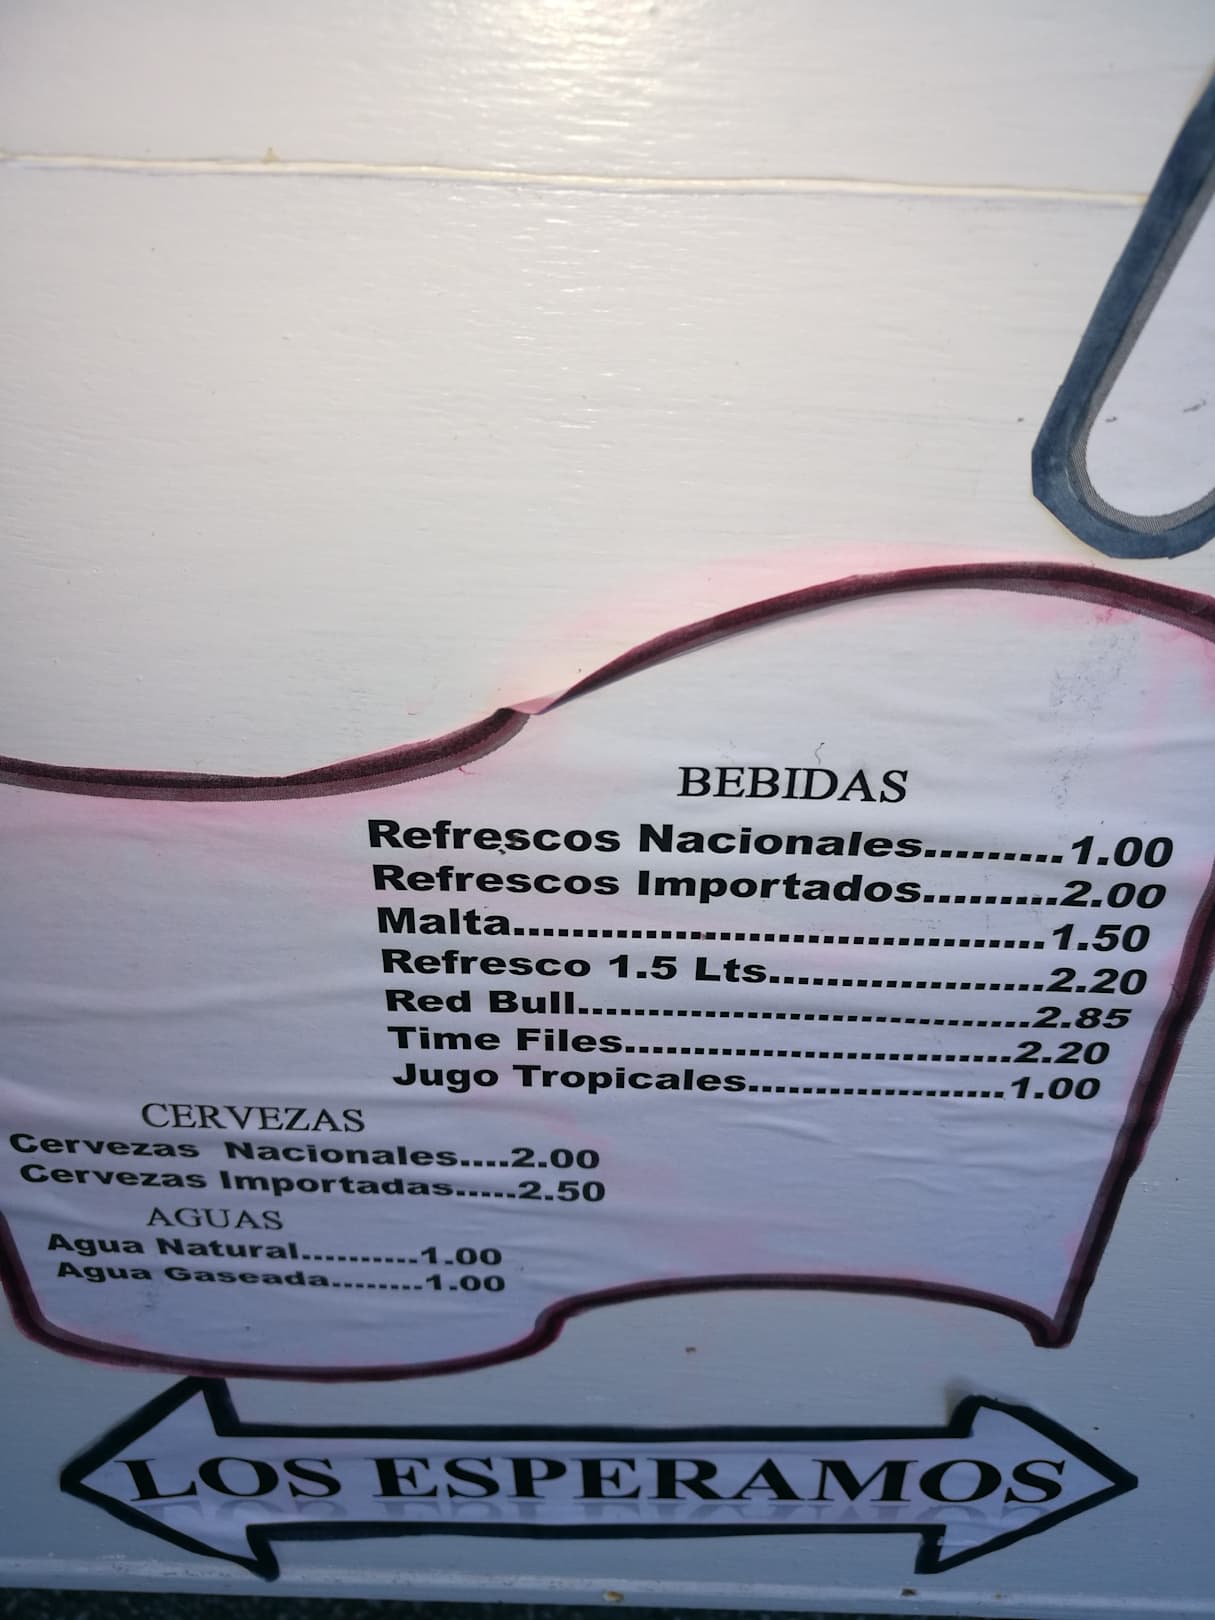 BEBIDAS
Refrescos Nacionales.........1.00
Refrescos Importados.........2.00
Malta....................................1.50
Refresco 1.5 Lts...................2.20
Red Bull................................2.85
Time Files............................2.20
Jugo Tropicales...................1.00
CERVEZAS
Cervezas Nacionales....2.00
Cervezas Importadas.....2.50
AGUAS
Agua Natural..........1.00
Agua Gaseada........1.00
LOS ESPERAMOS